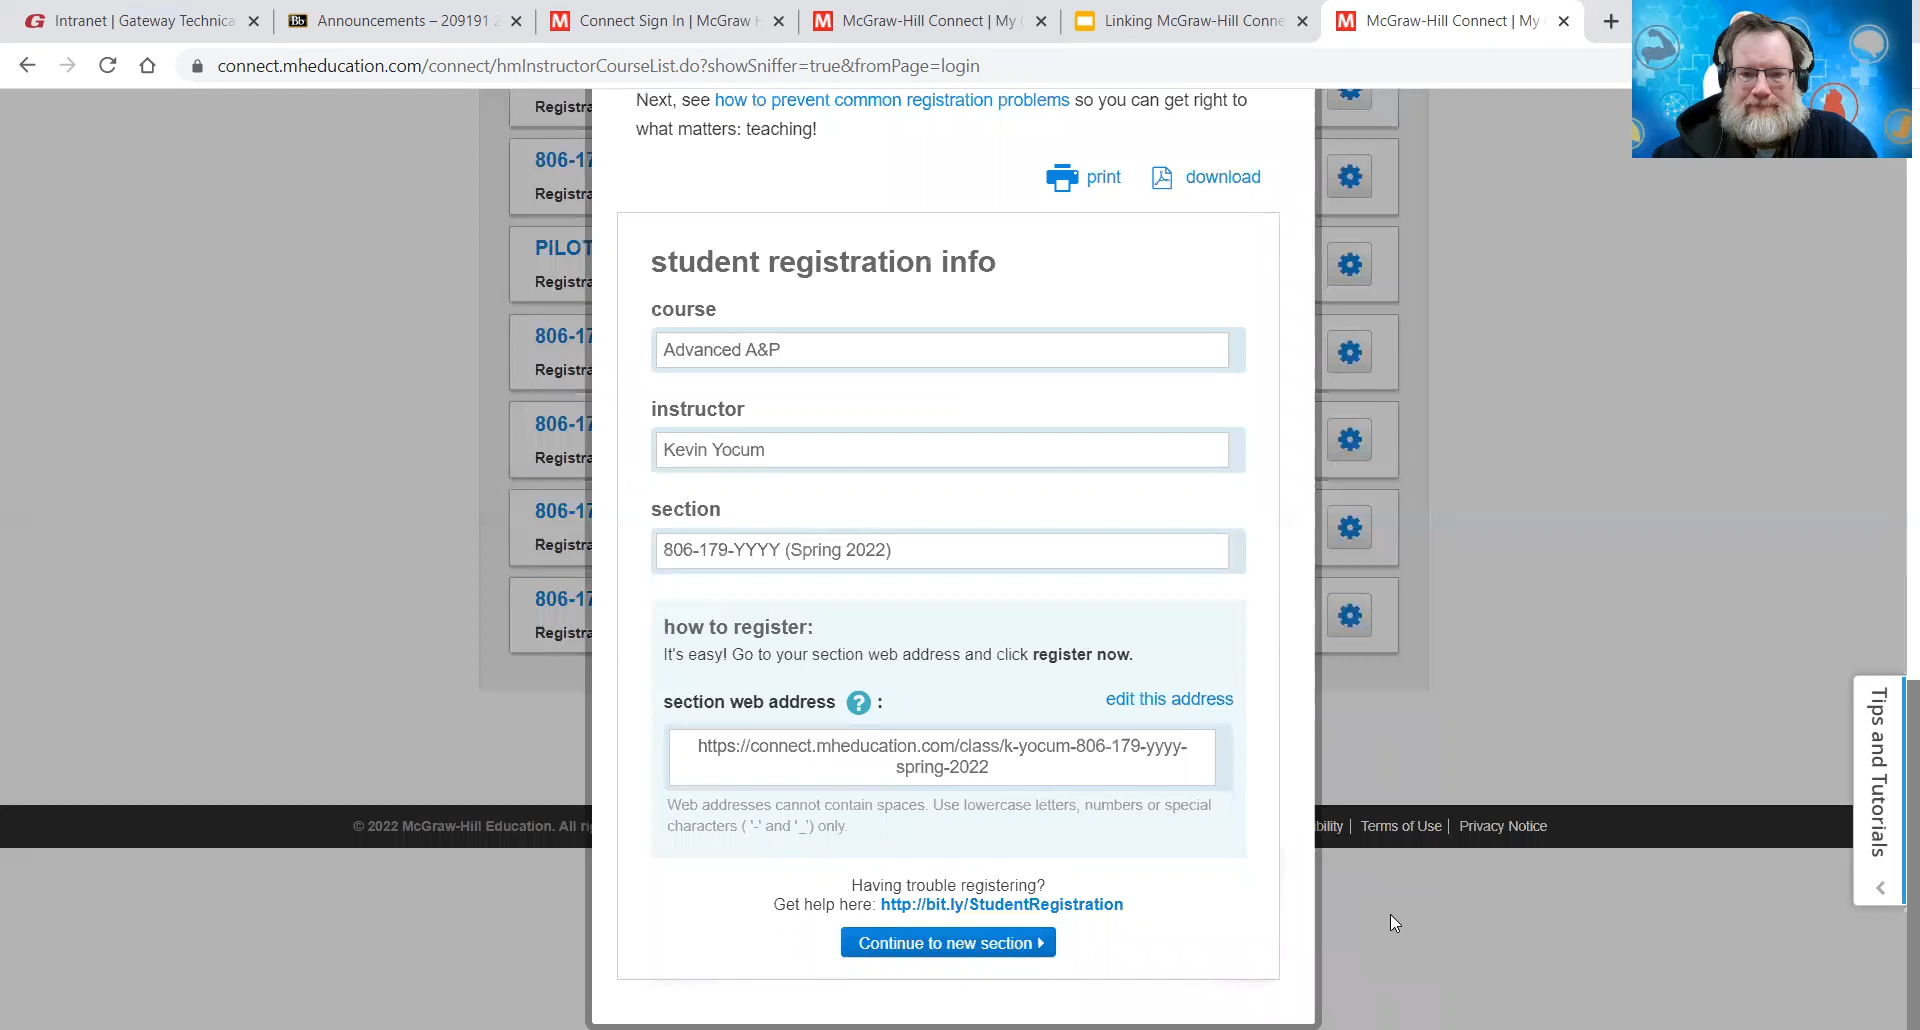 Intranet | Gateway Technica
Announcements – 209191 2
Connect Sign In | McGraw H
McGraw-Hill Connect | My C
Linking McGraw-Hill Conne
McGraw-Hill Connect | My
connect.mheducation.com/connect/hmInstructorCourseList.do?showSniffer=true&fromPage=login
Next, see how to prevent common registration problems so you can get right to
what matters: teaching!
print
download
Registra
806-17
Registra
PILOT
Registra
806-17
Registra
806-17
Registra
806-17
Registra
806-17
Registra
student registration info
course
Advanced A&P
instructor
Kevin Yocum
section
806-179-YYYY (Spring 2022)
how to register:
It's easy! Go to your section web address and click register now.
section web address ? :
edit this address
https://connect.mheducation.com/class/k-yocum-806-179-yyyy-
spring-2022
Web addresses cannot contain spaces. Use lowercase letters, numbers or special
characters ( '-' and '_') only.
Having trouble registering?
Get help here: http://bit.ly/StudentRegistration
Continue to new section
© 2022 McGraw-Hill Education. All ri
bility | Terms of Use | Privacy Notice
Tips and Tutorials